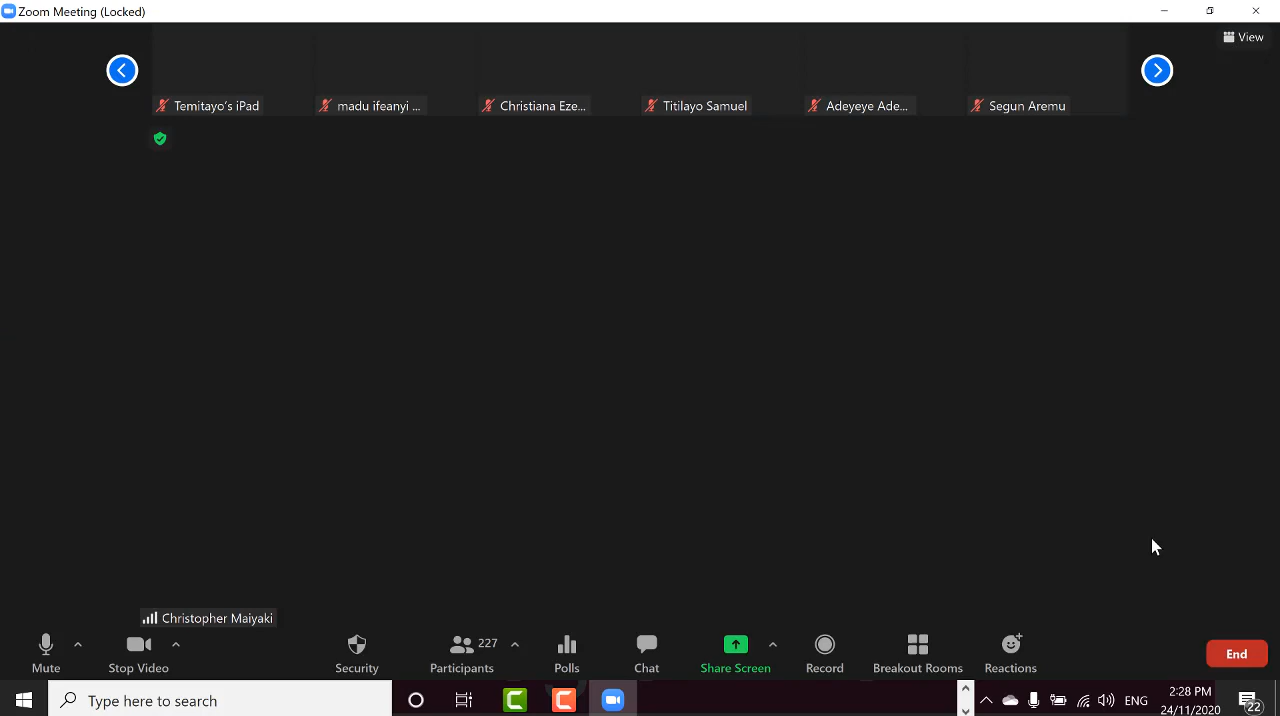 Zoom Meeting (Locked)
View
Temitayo's iPad
madu ifeanyi ...
Christiana Eze...
Titilayo Samuel
Adeyeye Ade...
Segun Aremu
Christopher Maiyaki
227
Mute
Stop Video
Security
Participants
Polls
Chat
Share Screen
Record
Breakout Rooms
Reactions
End
Type here to search
ENG
2:28 PM
24/11/2020
22